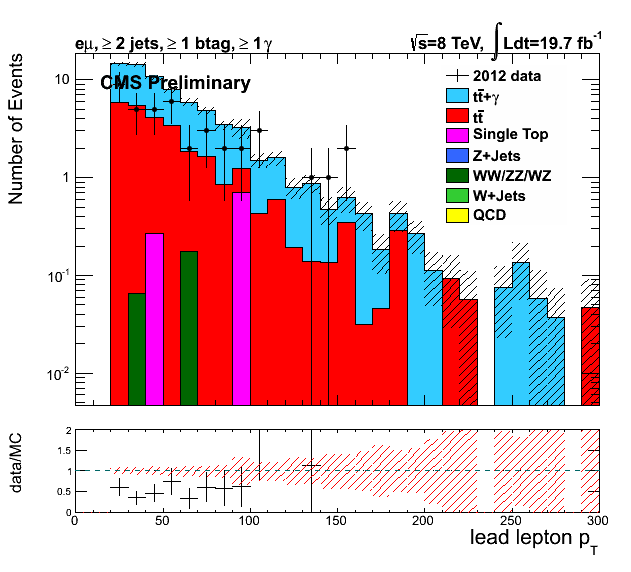 eμ, ≥ 2 jets, ≥ 1 btag, ≥ 1 γ
√s=8 TeV, ∫ Ldt=19.7 fb⁻¹
CMS Preliminary
Number of Events
10
1
10⁻¹
10⁻²
2012 data
tt̄+γ
tt̄
Single Top
Z+Jets
WW/ZZ/WZ
W+Jets
QCD
data/MC
2
1.5
1
0.5
0
0 50 100 150 200 250 300
lead lepton p_T